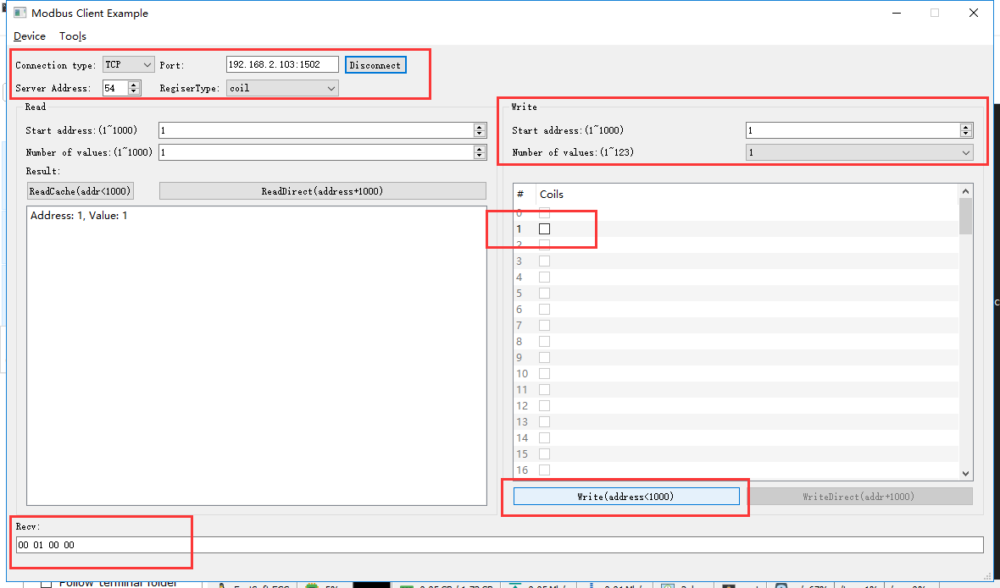 Modbus Client Example
Device Tools
Connection type: TCP Port: 192.168.2.103:1502 Disconnect
Server Address: 54 RegiserType: coil
Read
Start address:(1~1000) 1
Number of values:(1~1000) 1
Result:
ReadCache(addr<1000) ReadDirect(address+1000)
Address: 1, Value: 1
Write
Start address:(1~1000) 1
Number of values:(1~123) 1
# Coils
0
1
2
3
4
5
6
7
8
9
10
11
12
13
14
15
16
Write(address<1000) WriteDirect(addr+1000)
Recv:
00 01 00 00
Follow terminal folder